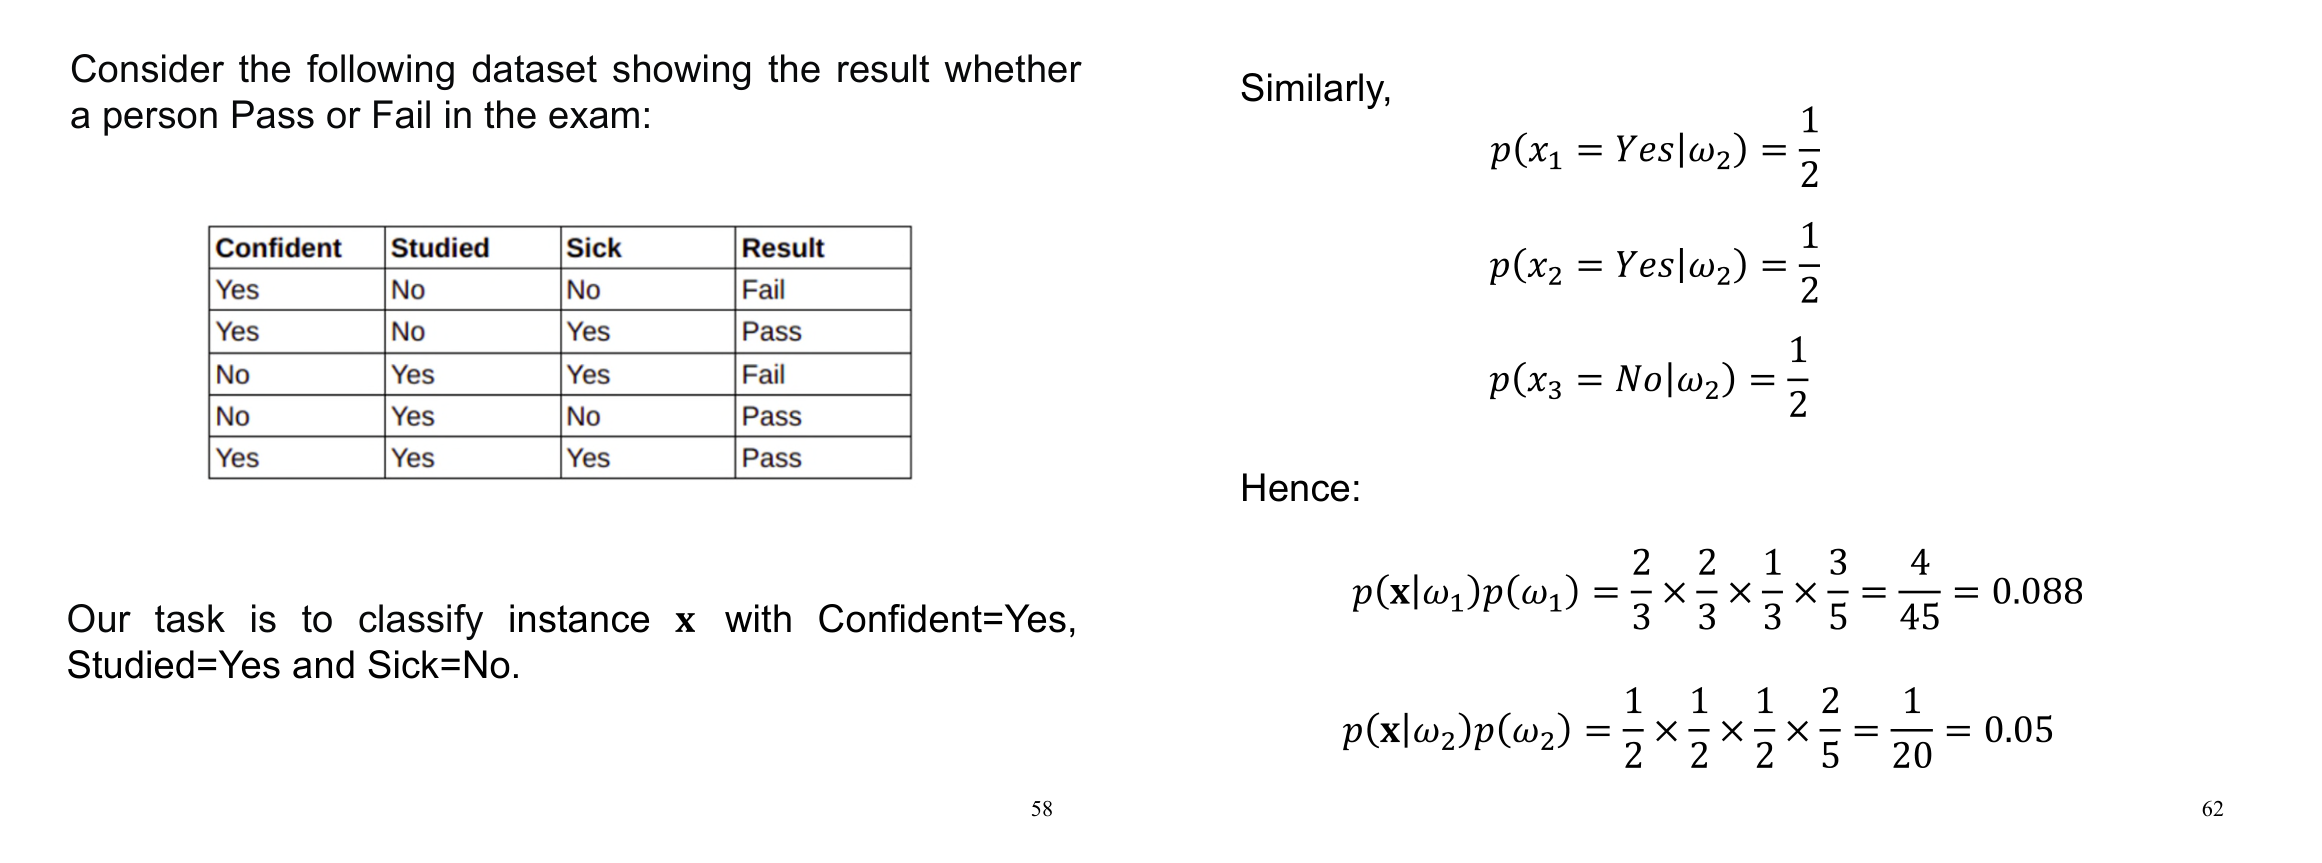 Consider the following dataset showing the result whether
a person Pass or Fail in the exam:
Confident Studied Sick Result
Yes No No Fail
Yes No Yes Pass
No Yes Yes Fail
No Yes No Pass
Yes Yes Yes Pass
Our task is to classify instance x with Confident=Yes,
Studied=Yes and Sick=No.
58
Similarly,
p(x₁ = Yes|ω₂) = 1/2
p(x₂ = Yes|ω₂) = 1/2
p(x₃ = No|ω₂) = 1/2
Hence:
p(x|ω₁)p(ω₁) = 2/3 × 2/3 × 1/3 × 3/5 = 4/45 = 0.088
p(x|ω₂)p(ω₂) = 1/2 × 1/2 × 1/2 × 2/5 = 1/20 = 0.05
62